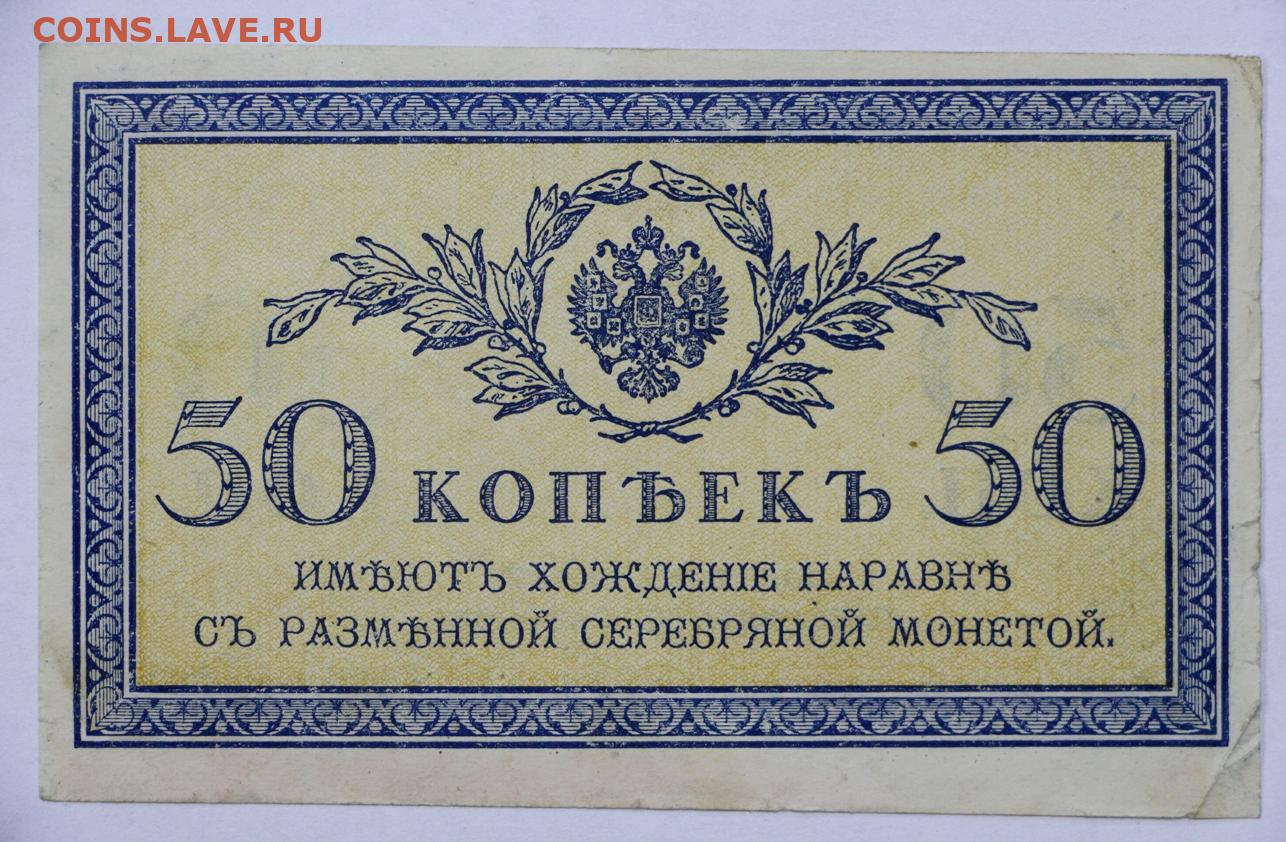 COINS.LAVE.RU
50 КОПѢЕКЪ 50
ИМѢЮТЪ ХОЖДЕНІЕ НАРАВНѢ
СЪ РАЗМѢННОЙ СЕРЕБРЯНОЙ МОНЕТОЙ.